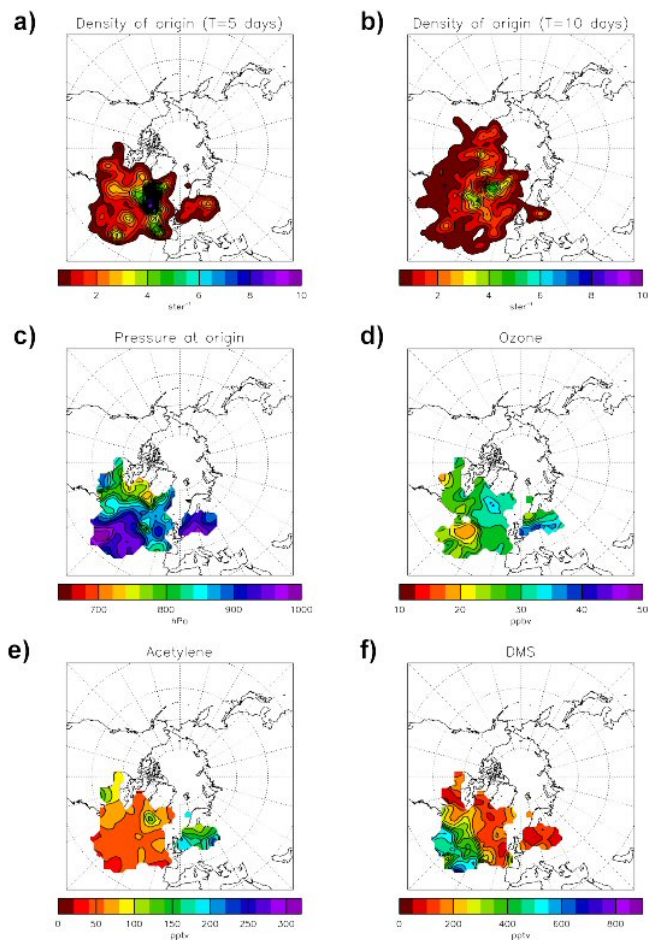 a) Density of origin (T=5 days)
b) Density of origin (T=10 days)
2 4 6 8 10
ster⁻¹
2 4 6 8 10
ster⁻¹
c) Pressure at origin
d) Ozone
700 800 900 1000
hPa
10 20 30 40 50
ppbv
e) Acetylene
f) DMS
0 50 100 150 200 250 300
pptv
0 200 400 600 800
pptv